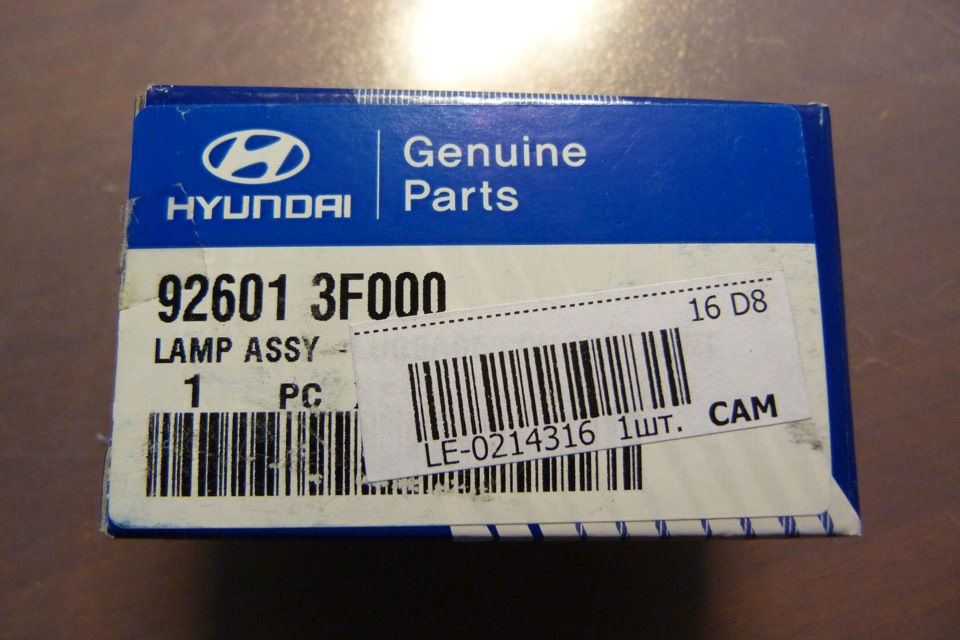 HYUNDAI
Genuine
Parts
92601 3F000
LAMP ASSY -
1 PC
16 D8
LE-0214316 1шт.
CAM